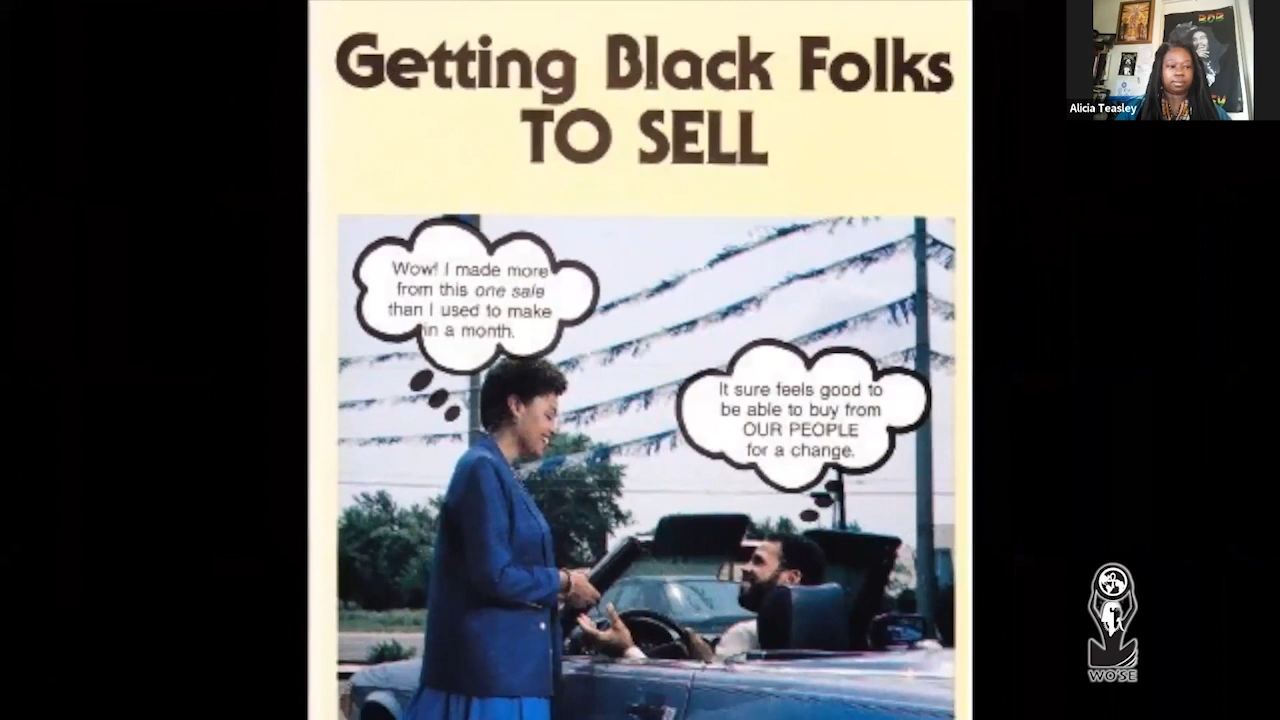 Getting Black Folks
TO SELL
Wow! I made more
from this one sale
than I used to make
in a month.
It sure feels good to
be able to buy from
OUR PEOPLE
for a change.
BOB
Alicia Teasley
WO'SE